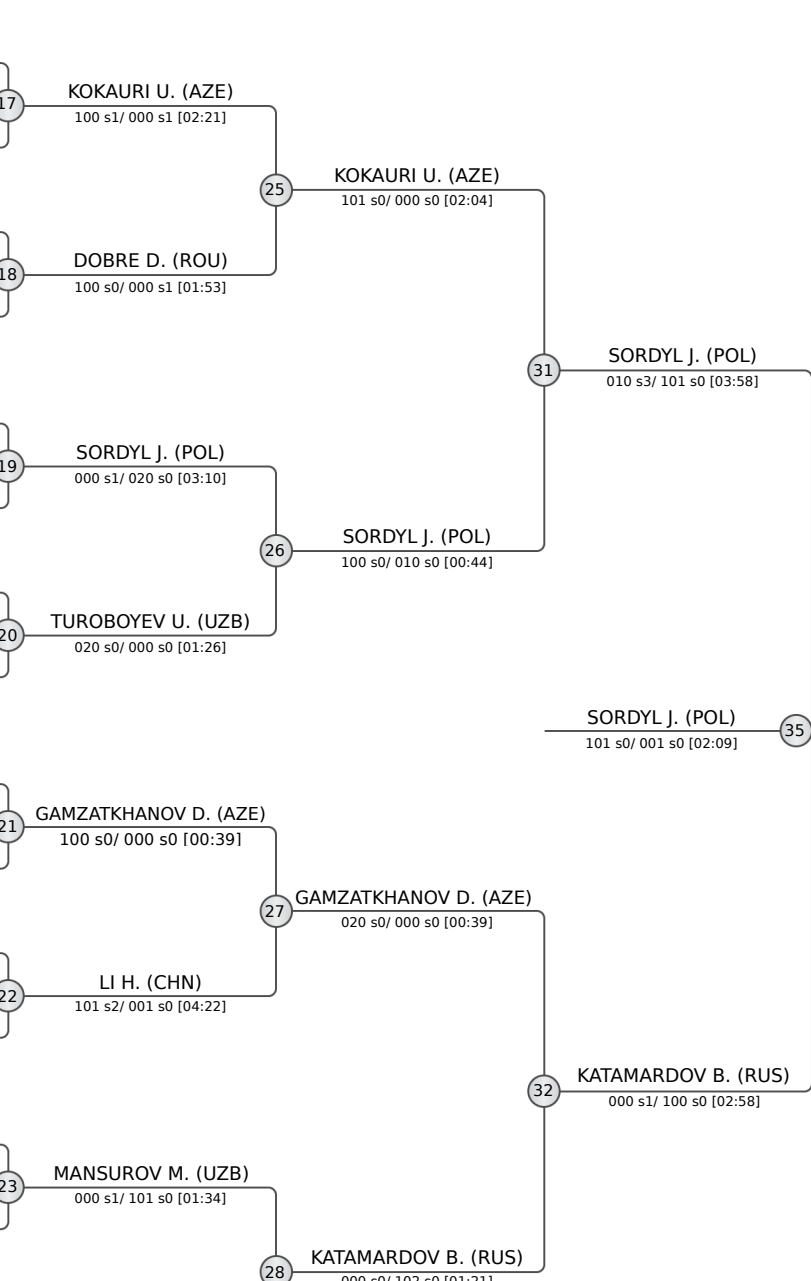 KOKAURI U. (AZE)
17
100 s1/ 000 s1 [02:21]
KOKAURI U. (AZE)
25
101 s0/ 000 s0 [02:04]
DOBRE D. (ROU)
18
100 s0/ 000 s1 [01:53]
SORDYL J. (POL)
31
010 s3/ 101 s0 [03:58]
SORDYL J. (POL)
19
000 s1/ 020 s0 [03:10]
SORDYL J. (POL)
26
100 s0/ 010 s0 [00:44]
TUROBOYEV U. (UZB)
20
020 s0/ 000 s0 [01:26]
SORDYL J. (POL)
35
101 s0/ 001 s0 [02:09]
GAMZATKHANOV D. (AZE)
21
100 s0/ 000 s0 [00:39]
GAMZATKHANOV D. (AZE)
27
020 s0/ 000 s0 [00:39]
LI H. (CHN)
22
101 s2/ 001 s0 [04:22]
KATAMARDOV B. (RUS)
32
000 s1/ 100 s0 [02:58]
MANSUROV M. (UZB)
23
000 s1/ 101 s0 [01:34]
KATAMARDOV B. (RUS)
28
000 s0/ 102 s0 [01:21]